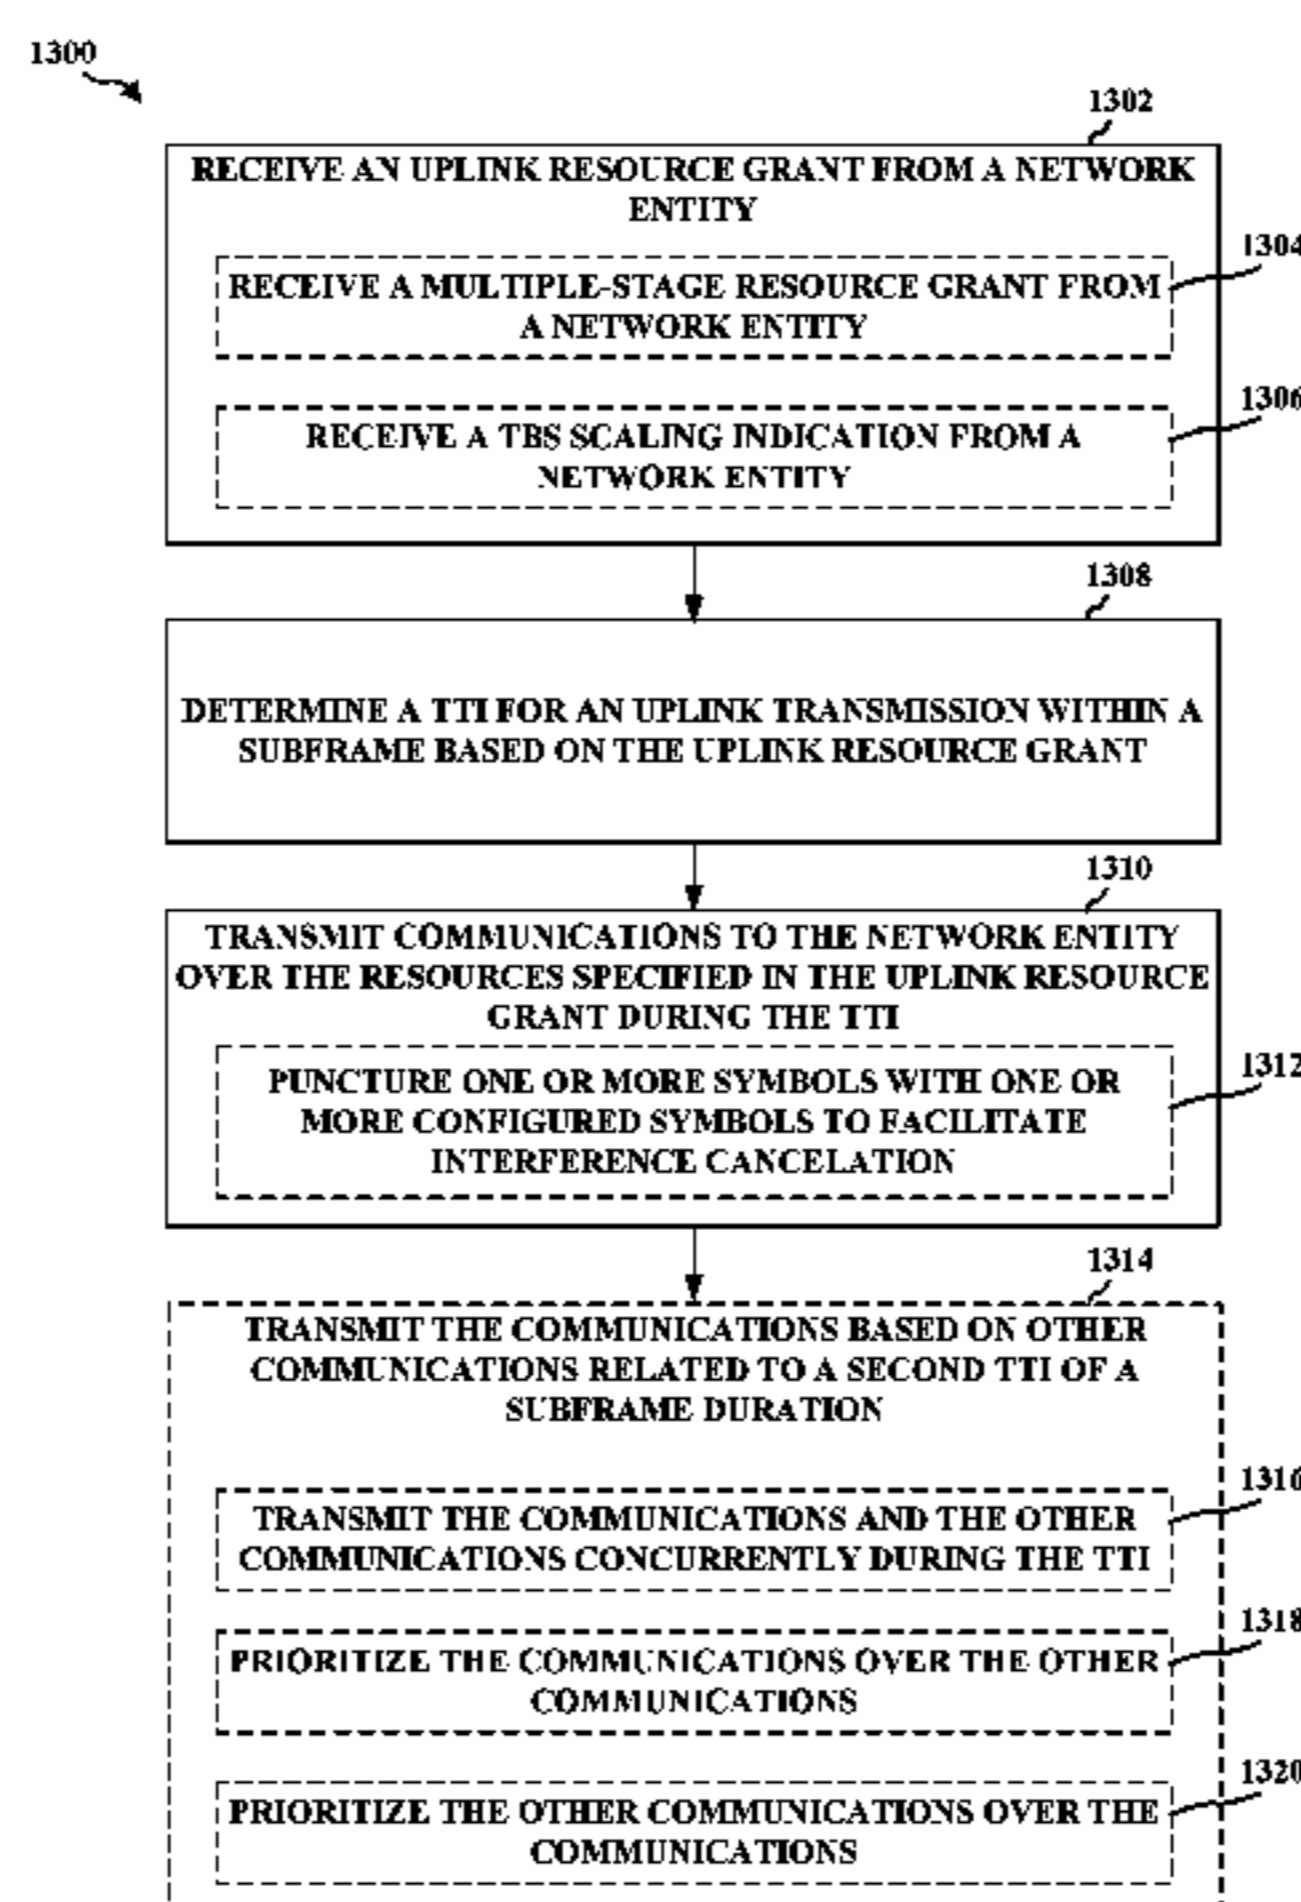 1300
1302
RECEIVE AN UPLINK RESOURCE GRANT FROM A NETWORK
ENTITY
1304
RECEIVE A MULTIPLE-STAGE RESOURCE GRANT FROM
A NETWORK ENTITY
1306
RECEIVE A TBS SCALING INDICATION FROM A
NETWORK ENTITY
1308
DETERMINE A TTI FOR AN UPLINK TRANSMISSION WITHIN A
SUBFRAME BASED ON THE UPLINK RESOURCE GRANT
1310
TRANSMIT COMMUNICATIONS TO THE NETWORK ENTITY
OVER THE RESOURCES SPECIFIED IN THE UPLINK RESOURCE
GRANT DURING THE TTI
1312
PUNCTURE ONE OR MORE SYMBOLS WITH ONE OR
MORE CONFIGURED SYMBOLS TO FACILITATE
INTERFERENCE CANCELATION
1314
TRANSMIT THE COMMUNICATIONS BASED ON OTHER
COMMUNICATIONS RELATED TO A SECOND TTI OF A
SUBFRAME DURATION
1316
TRANSMIT THE COMMUNICATIONS AND THE OTHER
COMMUNICATIONS CONCURRENTLY DURING THE TTI
1318
PRIORITIZE THE COMMUNICATIONS OVER THE OTHER
COMMUNICATIONS
1320
PRIORITIZE THE OTHER COMMUNICATIONS OVER THE
COMMUNICATIONS